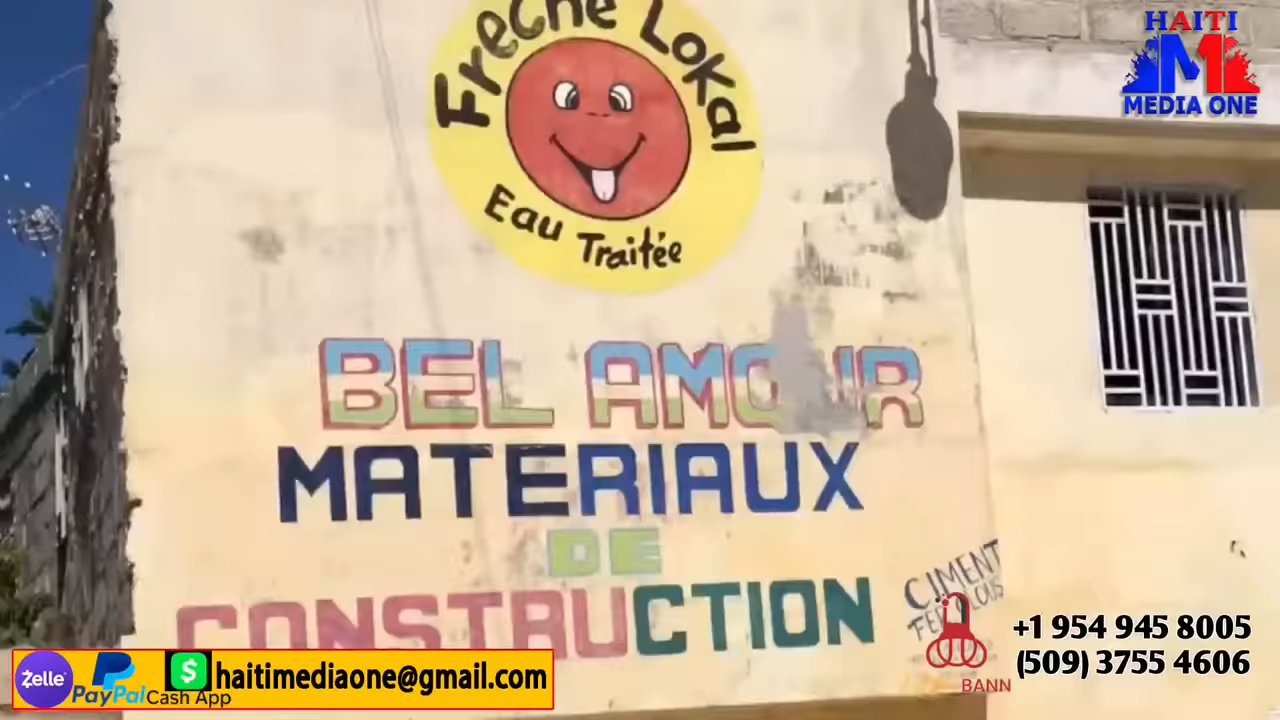 HAITI
MEDIA ONE
Freche Lokal
Eau Traitée
BEL AMOUR
MATERIAUX
DE
CONSTRUCTION
CIMENT
Zelle
PayPal
Cash App
haitimediaone@gmail.com
+1 954 945 8005
(509) 3755 4606
BANN